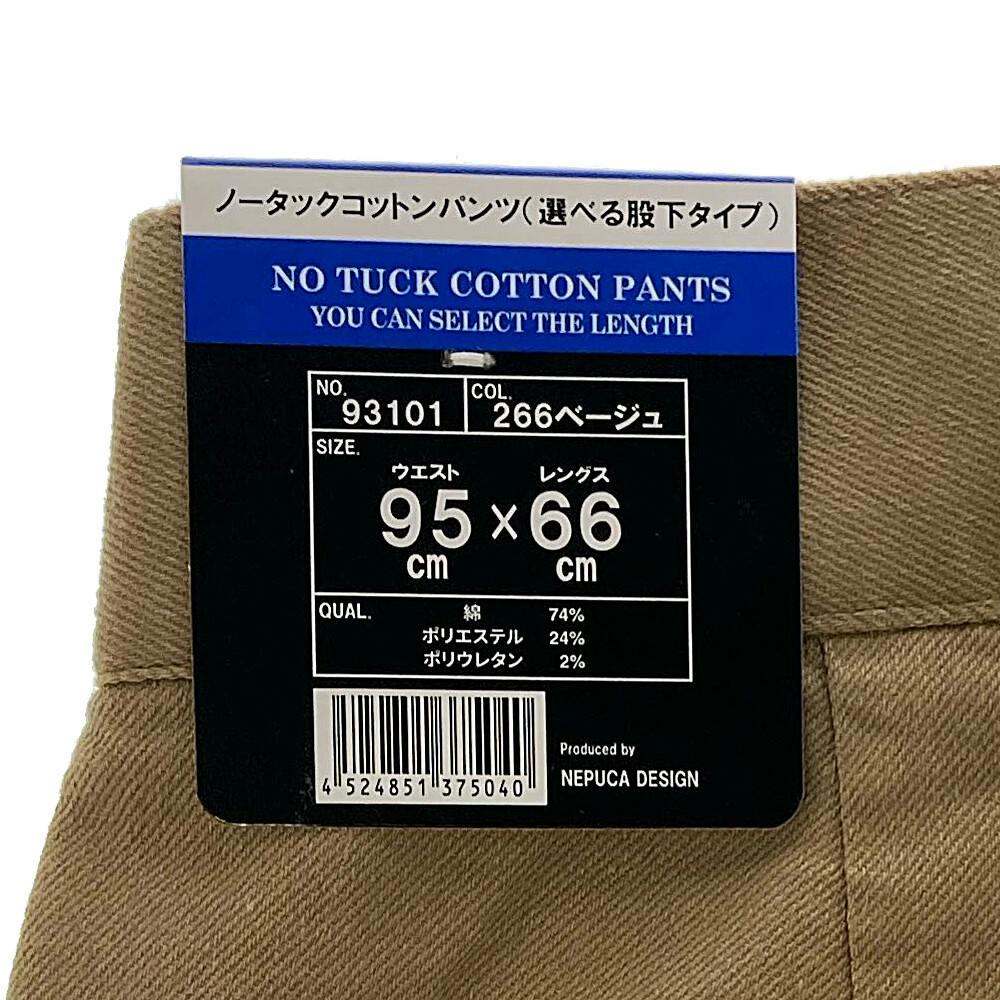 ノータックコットンパンツ(選べる股下タイプ)
NO TUCK COTTON PANTS
YOU CAN SELECT THE LENGTH
NO. 93101 COL. 266ベージュ
SIZE.
ウエスト レングス
95 × 66
cm cm
QUAL. 綿 74%
ポリエステル 24%
ポリウレタン 2%
Produced by
NEPUCA DESIGN
4 524851 375040